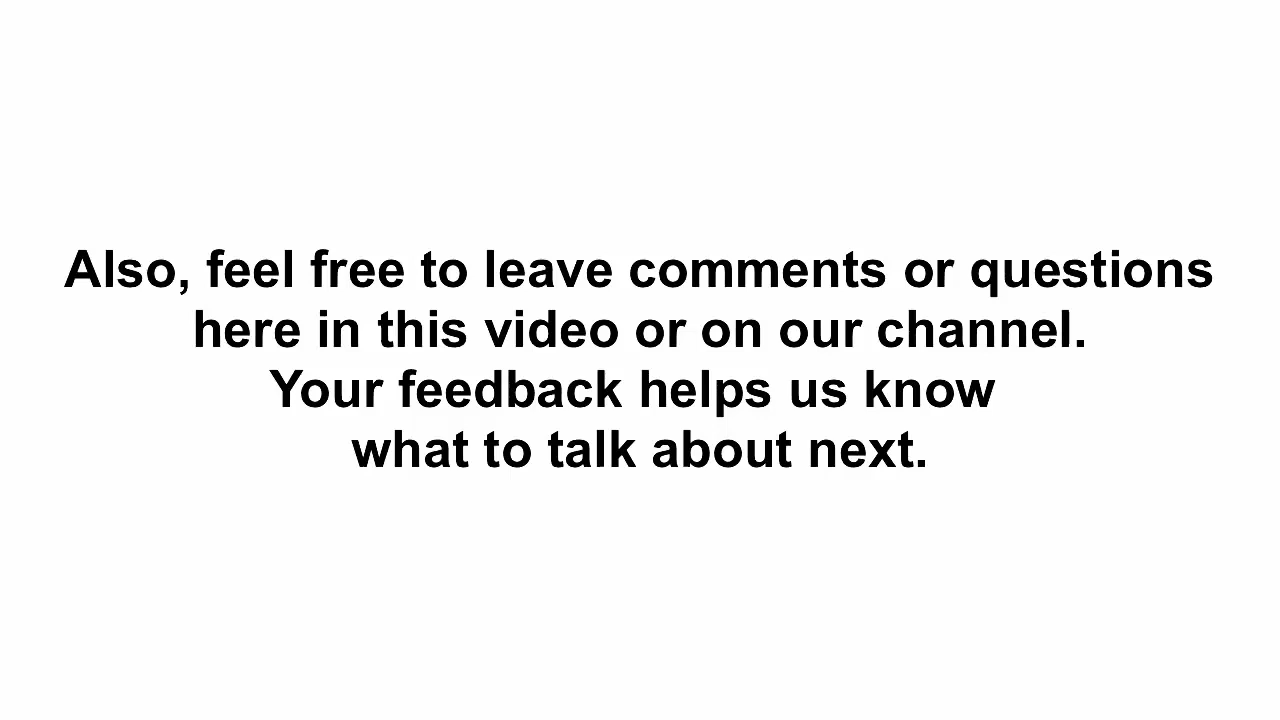 Also, feel free to leave comments or questions
here in this video or on our channel.
Your feedback helps us know
what to talk about next.